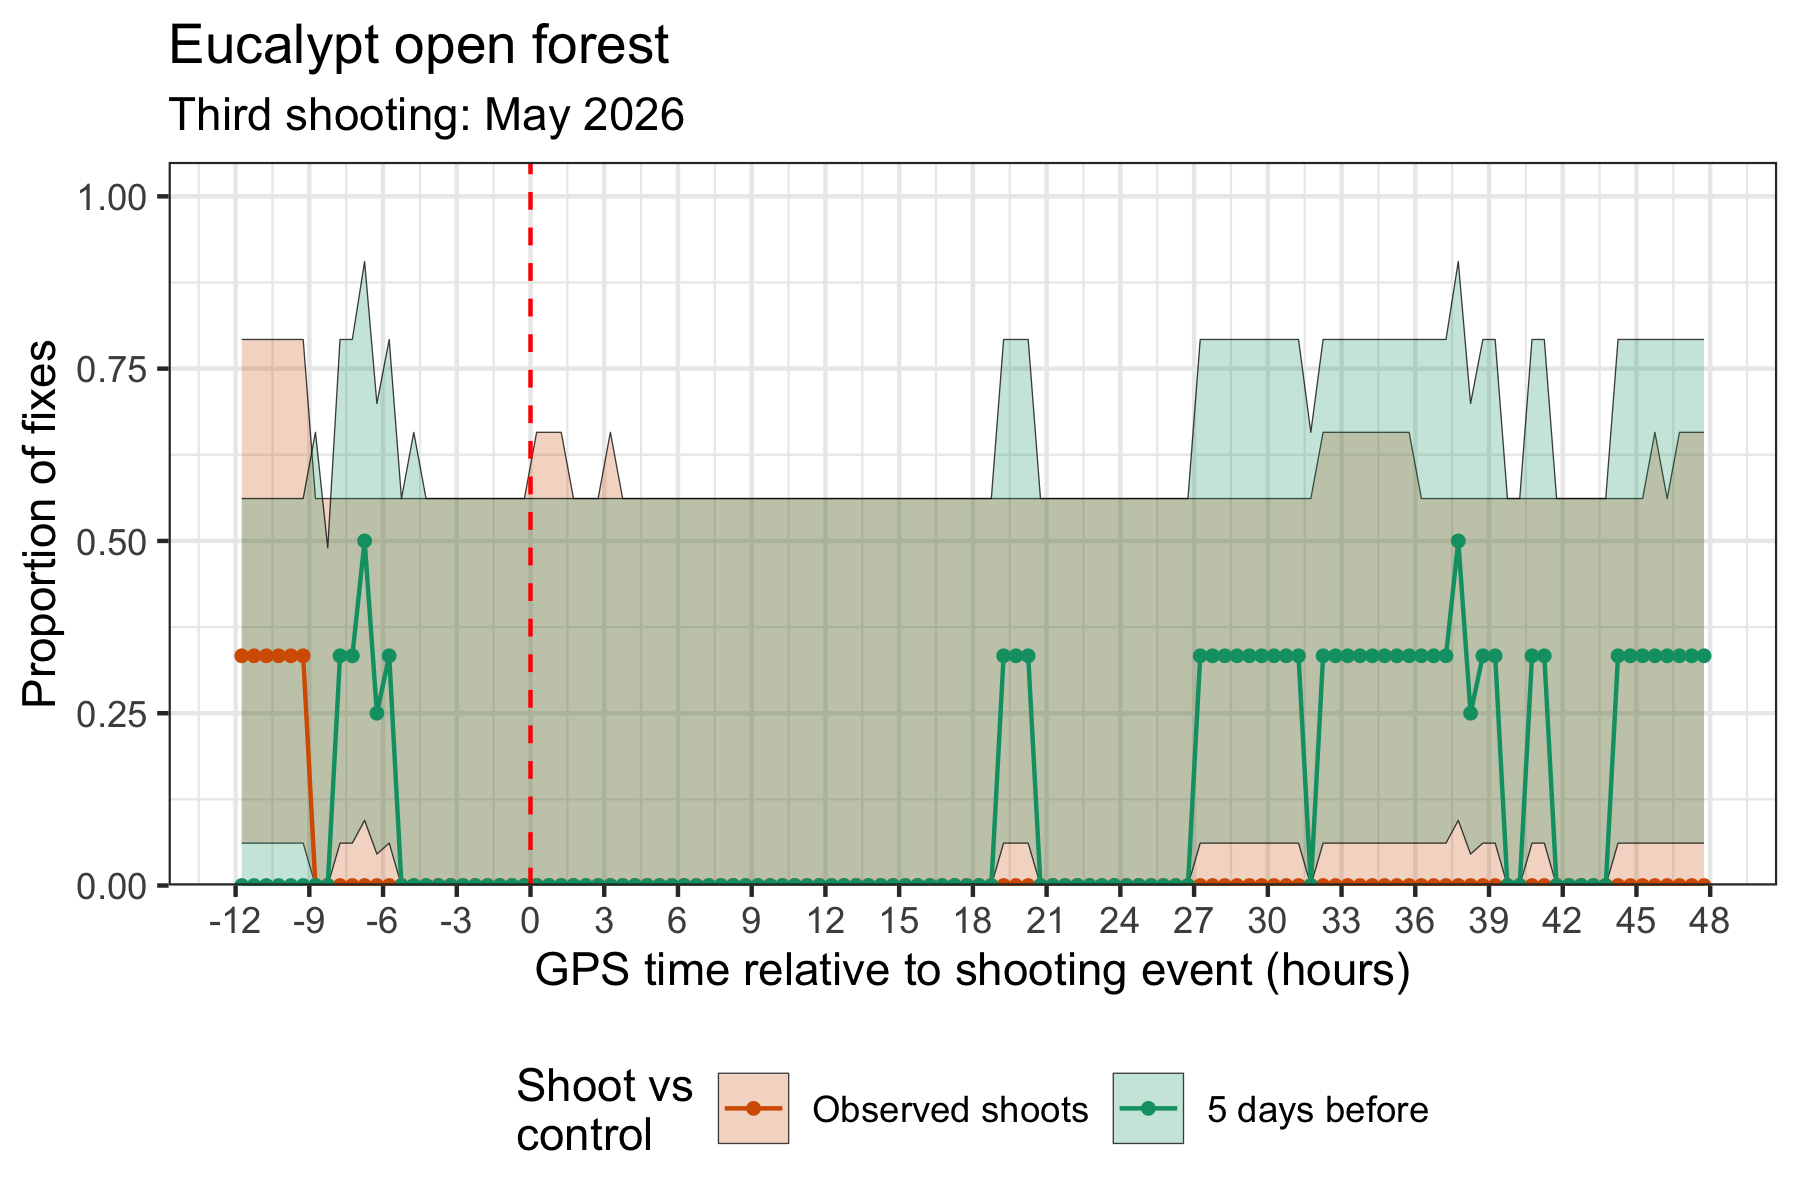 Eucalypt open forest
Third shooting: May 2026
1.00
0.75
0.50
0.25
0.00
Proportion of fixes
-12 -9 -6 -3 0 3 6 9 12 15 18 21 24 27 30 33 36 39 42 45 48
GPS time relative to shooting event (hours)
Shoot vs
control
Observed shoots
5 days before